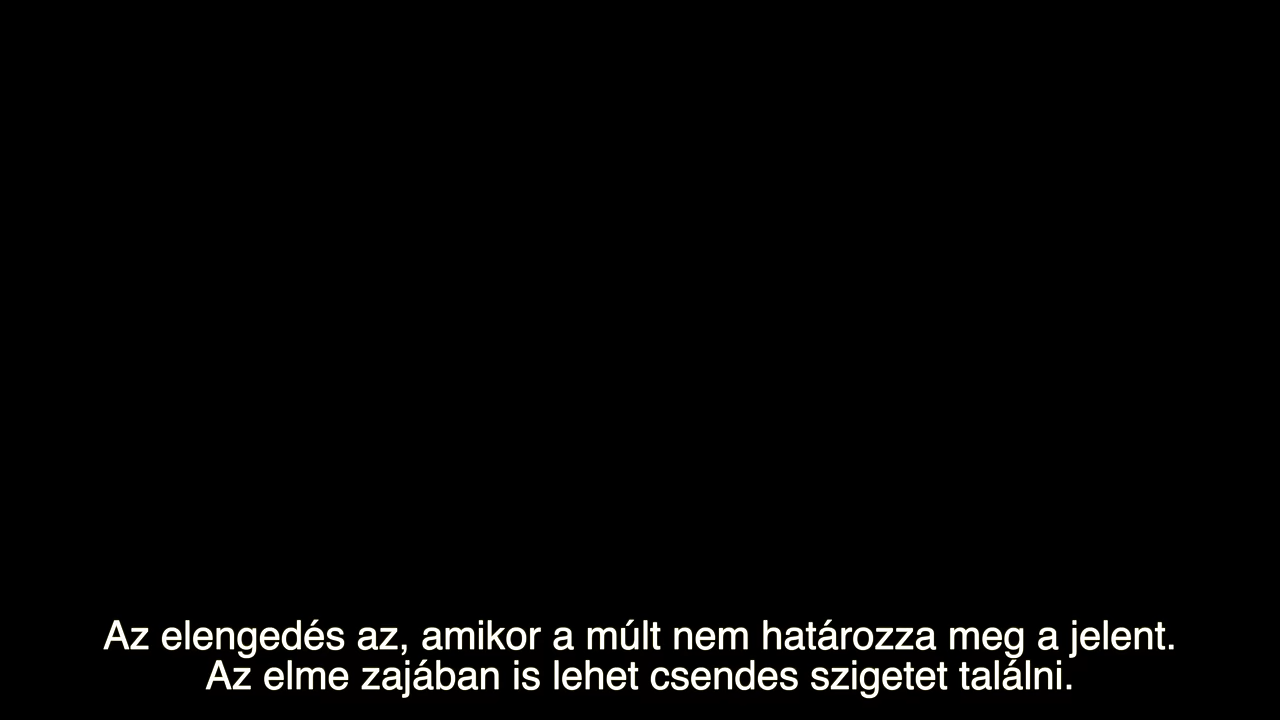 Az elengedés az, amikor a múlt nem határozza meg a jelent.
Az elme zajában is lehet csendes szigetet találni.